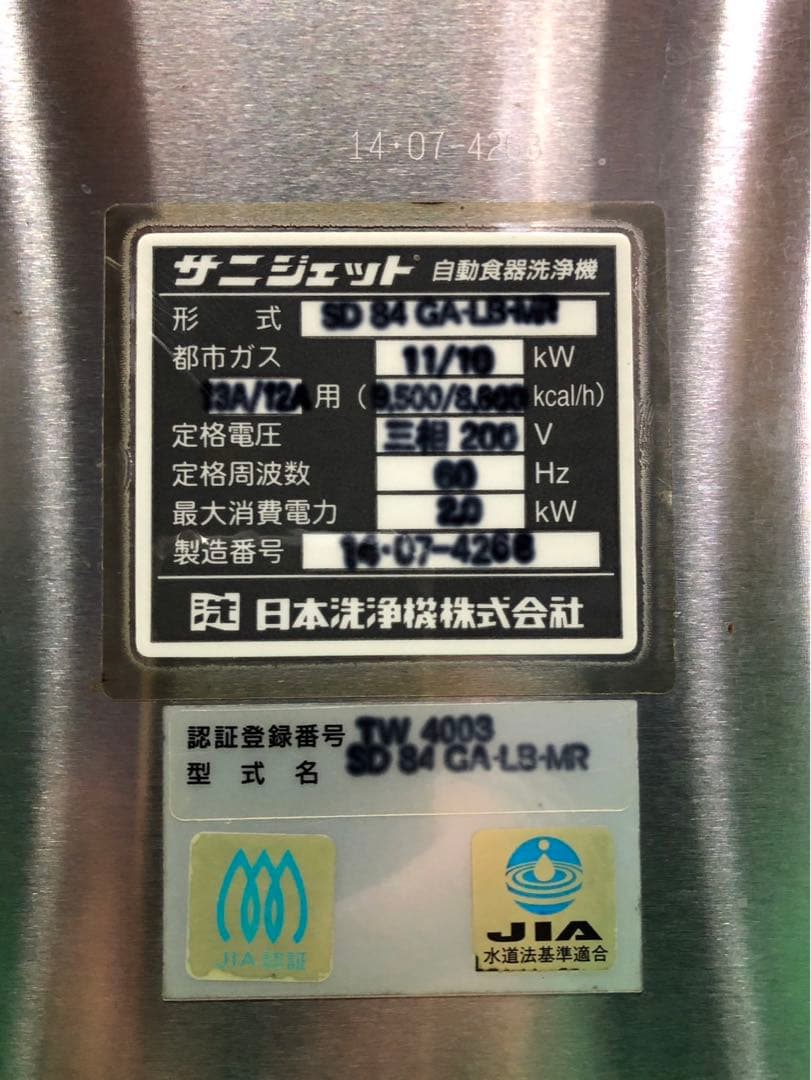 14・07-4268
サニジェット 自動食器洗浄機
形 式 SD 84 GA-LB-MR
都市ガス 11/10 kW
13A/12A 用 (9,500/8,600 kcal/h)
定格電圧 三相 200 V
定格周波数 60 Hz
最大消費電力 2.0 kW
製造番号 14・07-4268
日本洗浄機株式会社
認証登録番号 TW 4003
型式名 SD 84 GA-LB-MR
JIA 認証
JIA
水道法基準適合